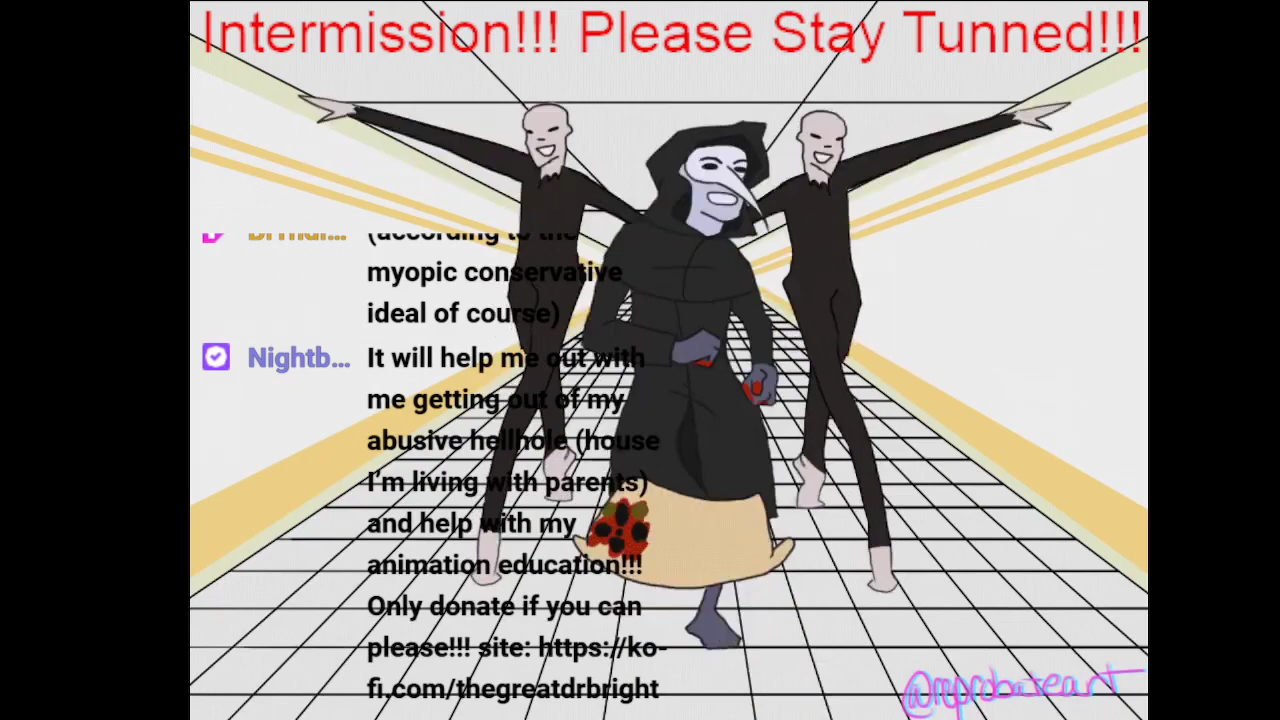 Intermission!!! Please Stay Tunned!!!
(according to the
myopic conservative
ideal of course)
Nightb... It will help me out with
me getting out of my
abusive hellhole (house
I'm living with parents)
and help with my
animation education!!!
Only donate if you can
please!!! site: https://ko-
fi.com/thegreatdrbright
@reprobateart